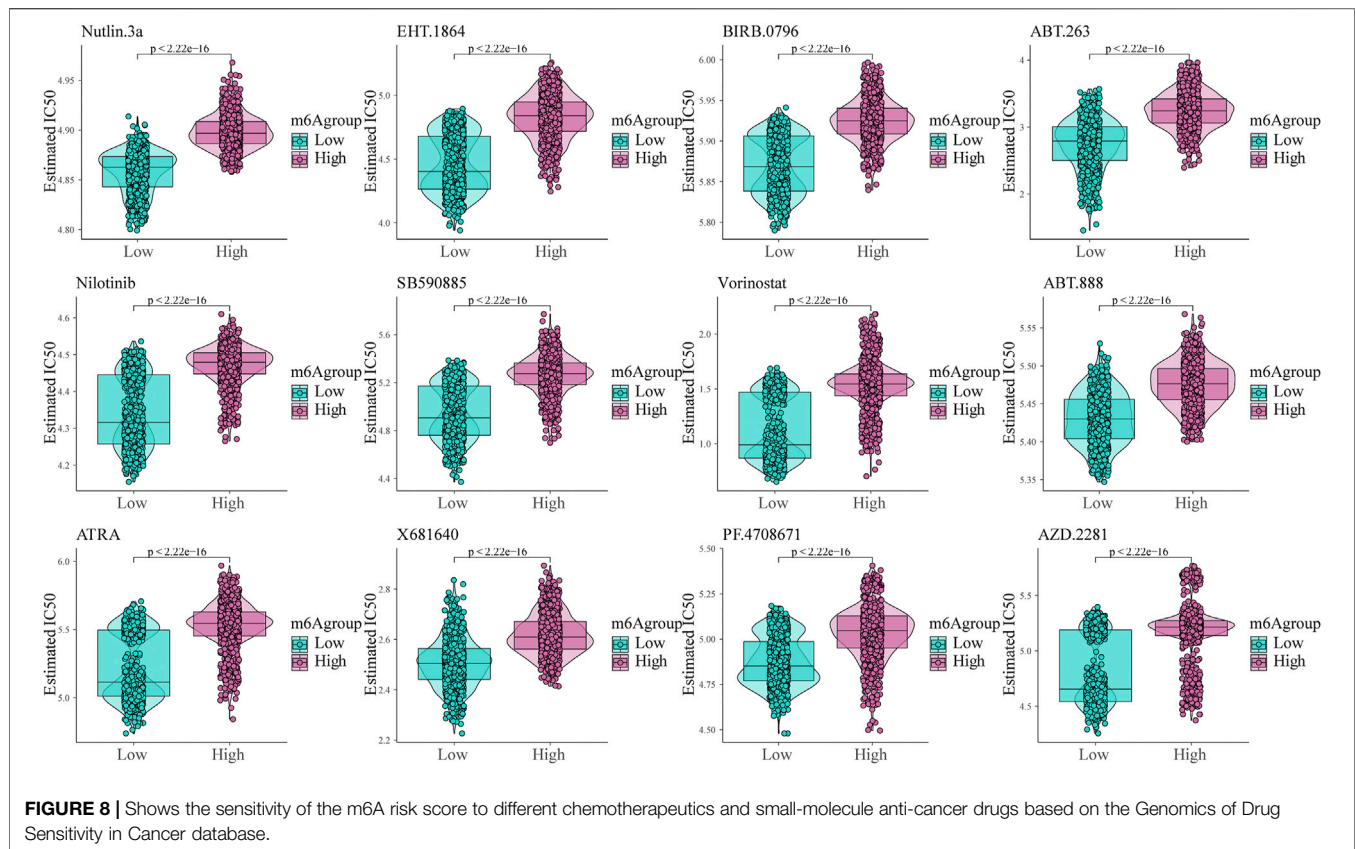 Nutlin.3a
p < 2.22e−16
Estimated IC50
4.95
4.90
4.85
4.80
Low
High
m6Agroup
Low
High
EHT.1864
p < 2.22e−16
Estimated IC50
5.0
4.5
4.0
Low
High
m6Agroup
Low
High
BIRB.0796
p < 2.22e−16
Estimated IC50
6.00
5.95
5.90
5.85
5.80
Low
High
m6Agroup
Low
High
ABT.263
p < 2.22e−16
Estimated IC50
4
3
2
Low
High
m6Agroup
Low
High
Nilotinib
p < 2.22e−16
Estimated IC50
4.6
4.5
4.4
4.3
4.2
Low
High
m6Agroup
Low
High
SB590885
p < 2.22e−16
Estimated IC50
5.6
5.2
4.8
4.4
Low
High
m6Agroup
Low
High
Vorinostat
p < 2.22e−16
Estimated IC50
2.0
1.5
1.0
Low
High
m6Agroup
Low
High
ABT.888
p < 2.22e−16
Estimated IC50
5.55
5.50
5.45
5.40
5.35
Low
High
m6Agroup
Low
High
ATRA
p < 2.22e−16
Estimated IC50
6.0
5.5
5.0
Low
High
m6Agroup
Low
High
X681640
p < 2.22e−16
Estimated IC50
2.8
2.6
2.4
2.2
Low
High
m6Agroup
Low
High
PF.4708671
p < 2.22e−16
Estimated IC50
5.50
5.25
5.00
4.75
4.50
Low
High
m6Agroup
Low
High
AZD.2281
p < 2.22e−16
Estimated IC50
5.5
5.0
4.5
Low
High
m6Agroup
Low
High
FIGURE 8 | Shows the sensitivity of the m6A risk score to different chemotherapeutics and small-molecule anti-cancer drugs based on the Genomics of Drug
Sensitivity in Cancer database.